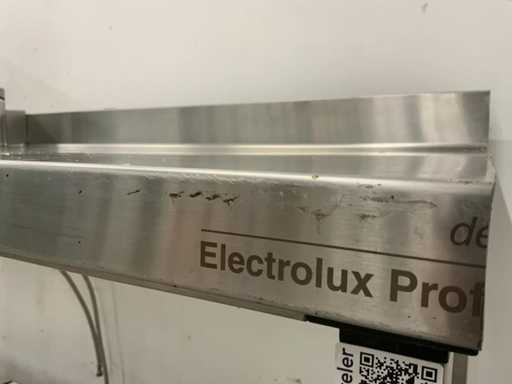 de
Electrolux Prof
eler